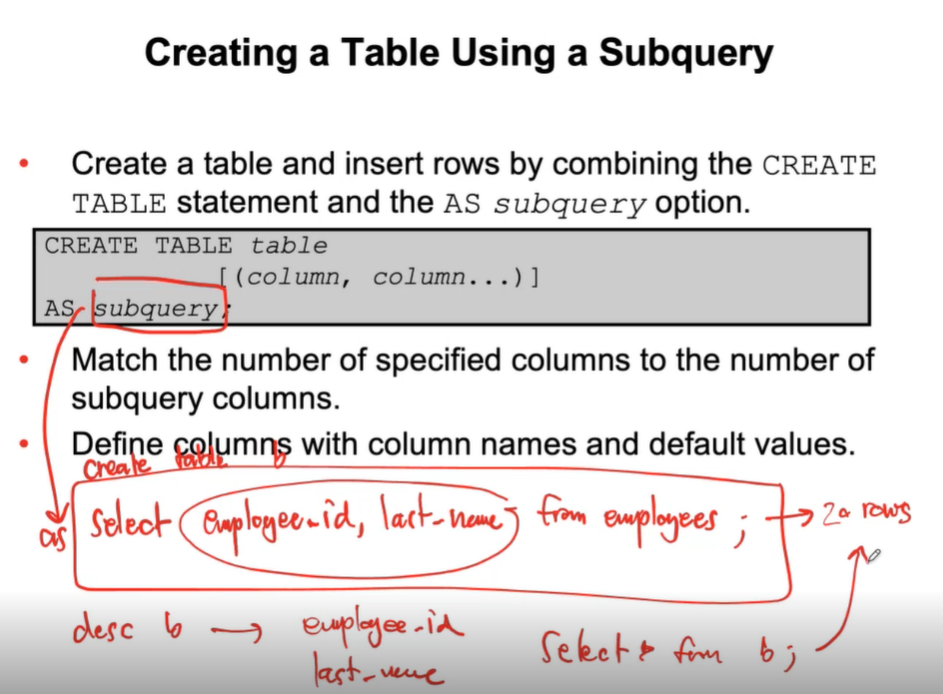 Creating a Table Using a Subquery
• Create a table and insert rows by combining the CREATE
TABLE statement and the AS subquery option.
CREATE TABLE table
[(column, column...)]
AS subquery;
• Match the number of specified columns to the number of
subquery columns.
• Define columns with column names and default values.
create table b
as select employee_id, last_name from employees ; → 20 rows
desc b → employee_id
last_name
select * from b;